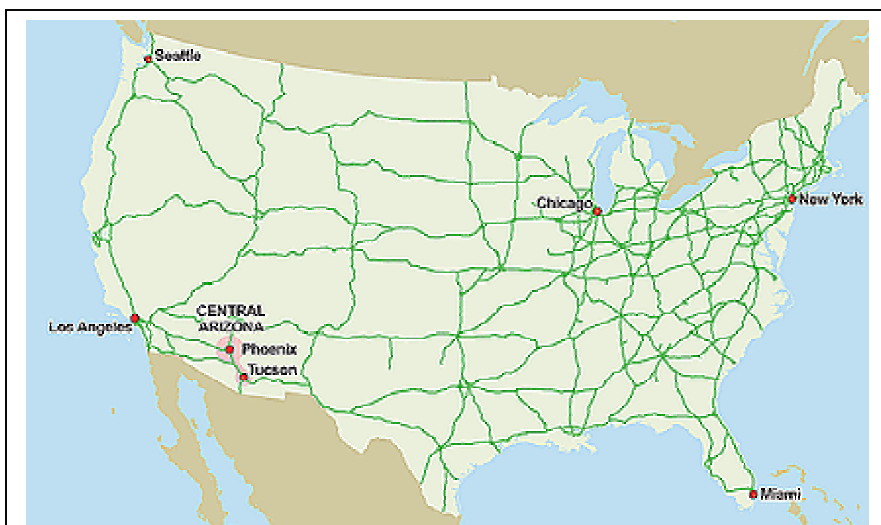 Seattle
Chicago
New York
CENTRAL
ARIZONA
Los Angeles
Phoenix
Tucson
Miami